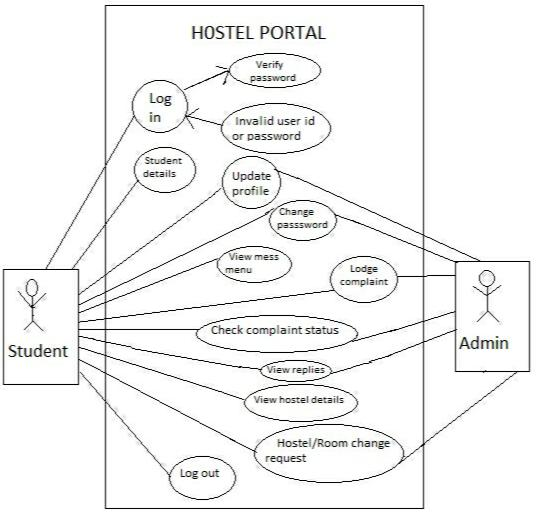 HOSTEL PORTAL
Verify
password
Log
in
Invalid user id
or password
Student
details
Update
profile
Change
passsword
View mess
menu
Lodge
complaint
Student
Check complaint status
Admin
View replies
View hostel details
Hostel/Room change
request
Log out